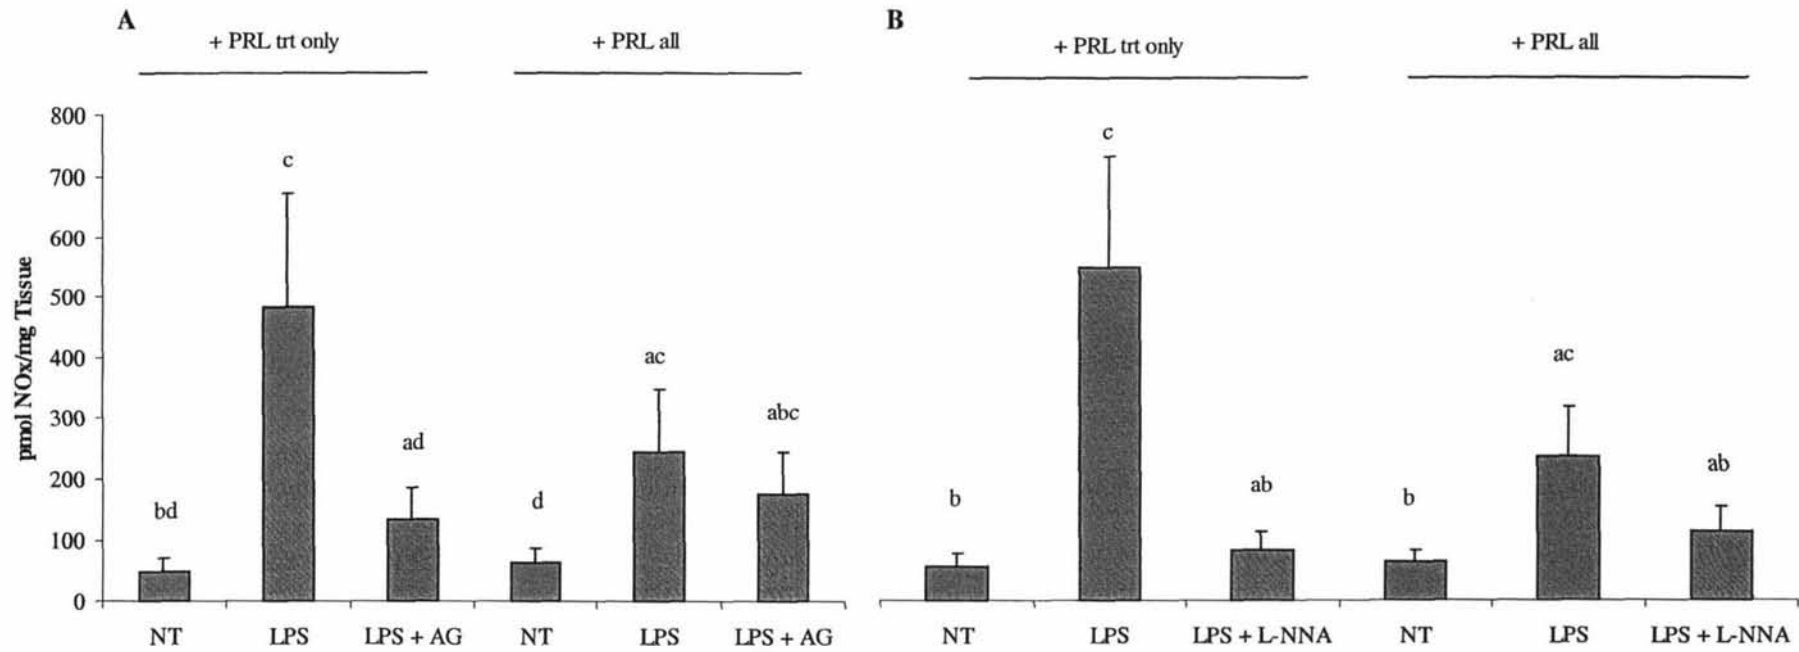 A
+ PRL trt only
+ PRL all
B
+ PRL trt only
+ PRL all
pmol NOx/mg Tissue
800
700
600
500
400
300
200
100
0
bd
c
ad
d
ac
abc
b
c
ab
b
ac
ab
NT LPS LPS + AG NT LPS LPS + AG
NT LPS LPS + L-NNA NT LPS LPS + L-NNA